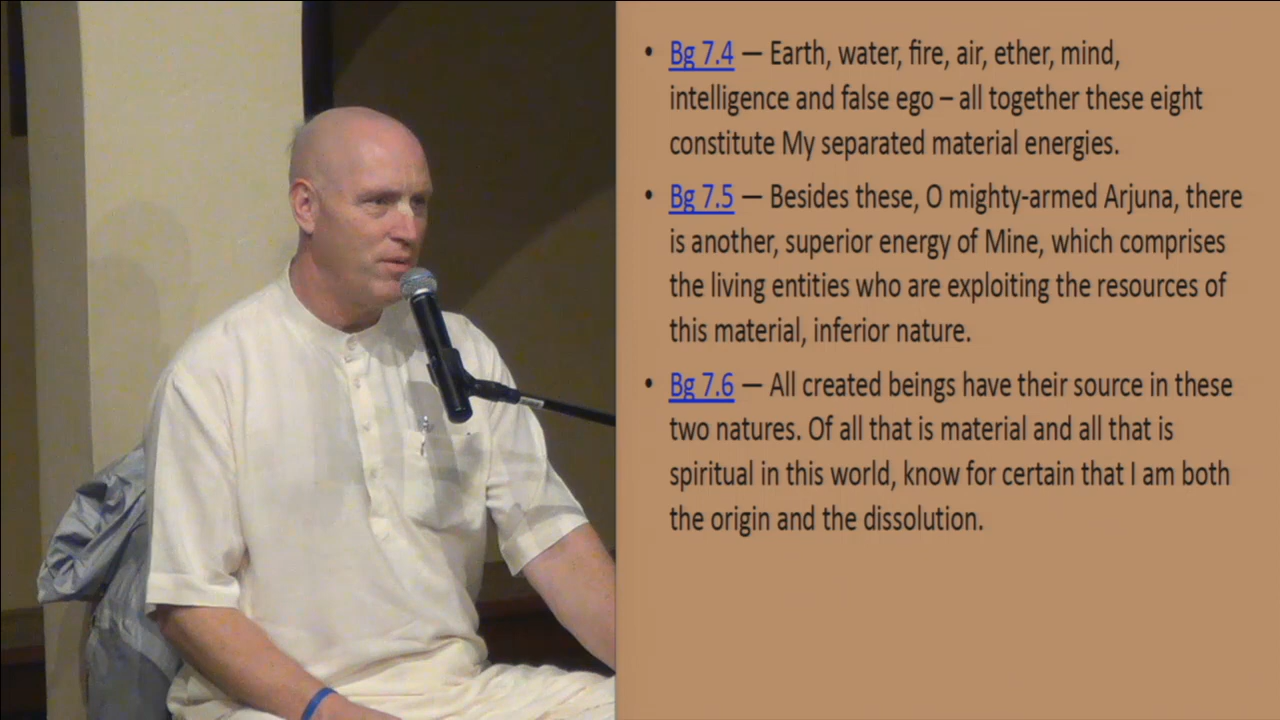 • Bg 7.4 — Earth, water, fire, air, ether, mind,
intelligence and false ego – all together these eight
constitute My separated material energies.
• Bg 7.5 — Besides these, O mighty-armed Arjuna, there
is another, superior energy of Mine, which comprises
the living entities who are exploiting the resources of
this material, inferior nature.
• Bg 7.6 — All created beings have their source in these
two natures. Of all that is material and all that is
spiritual in this world, know for certain that I am both
the origin and the dissolution.